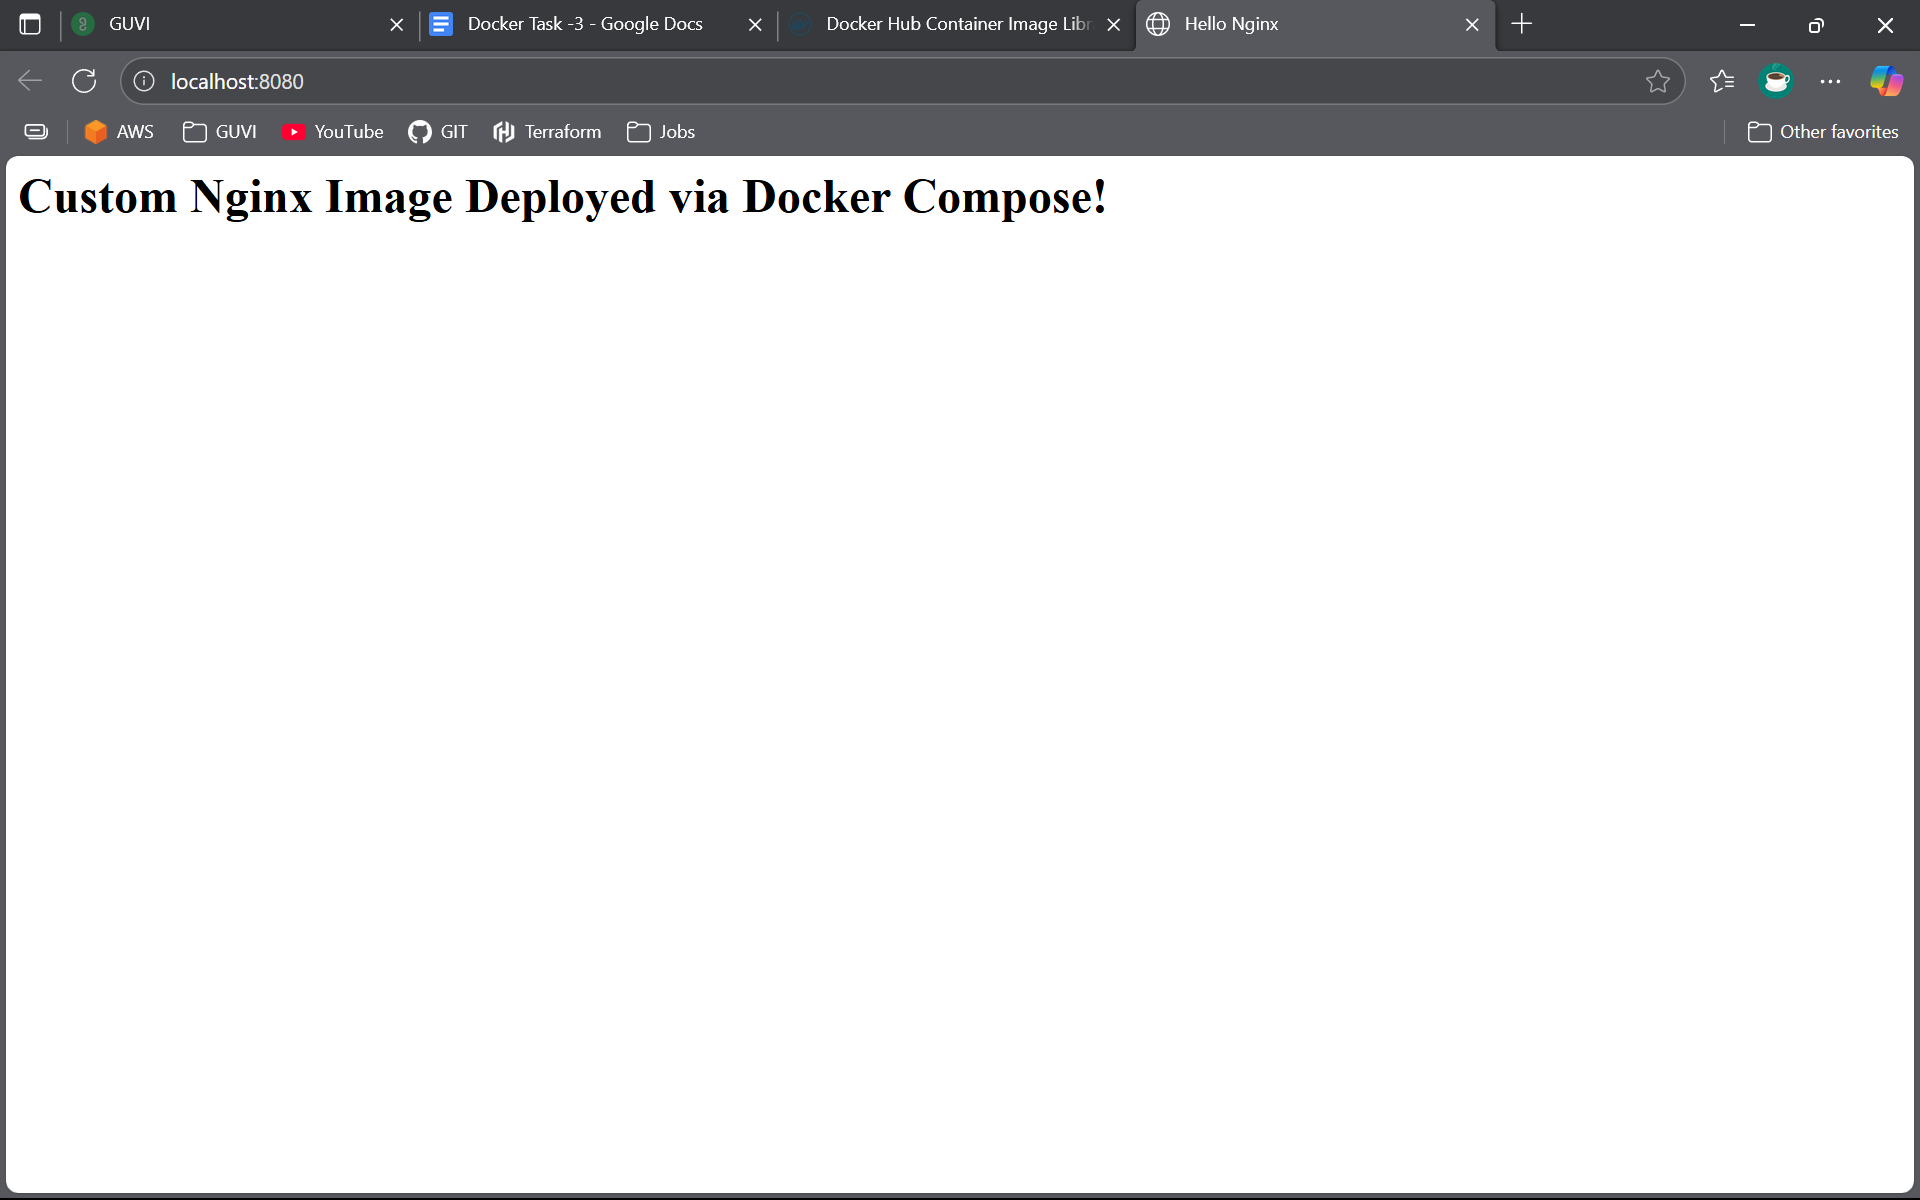 GUVI
Docker Task -3 - Google Docs
Docker Hub Container Image Libr
Hello Nginx
localhost:8080
AWS
GUVI
YouTube
GIT
Terraform
Jobs
Other favorites
Custom Nginx Image Deployed via Docker Compose!